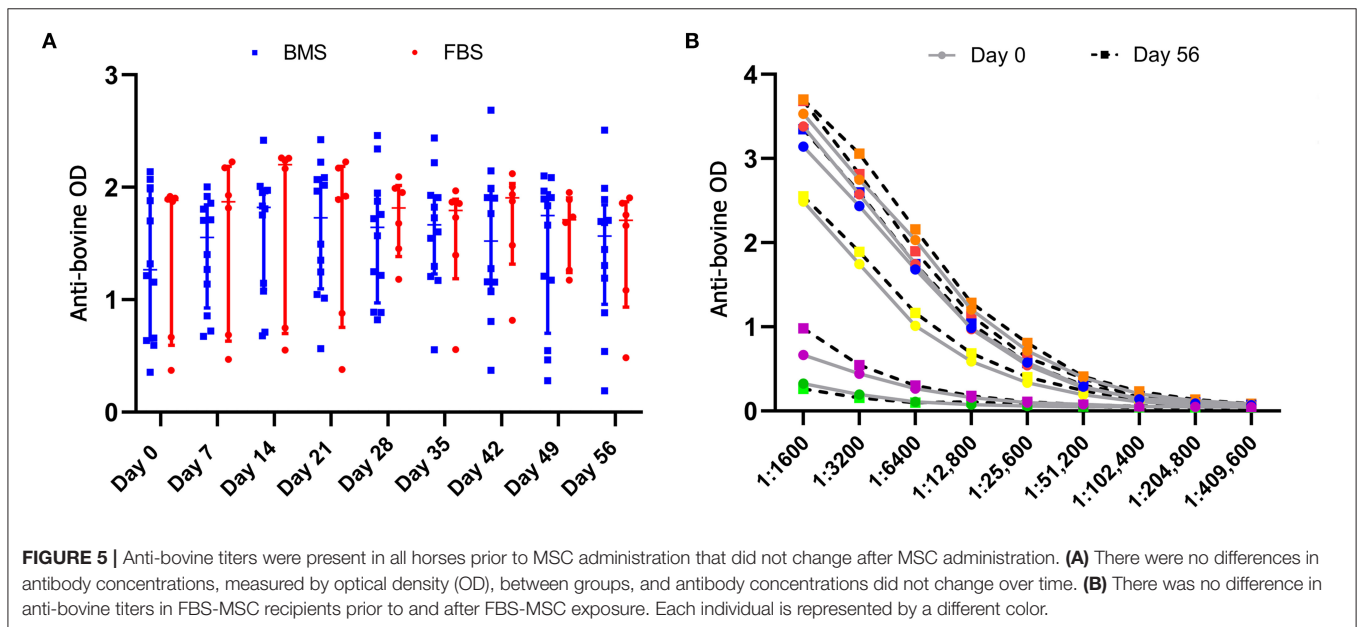 A
BMS
FBS
Anti-bovine OD
3
2
1
0
Day 0
Day 7
Day 14
Day 21
Day 28
Day 35
Day 42
Day 49
Day 56
B
Day 0
Day 56
Anti-bovine OD
4
3
2
1
0
1:1600
1:3200
1:6400
1:12,800
1:25,600
1:51,200
1:102,400
1:204,800
1:409,600
FIGURE 5 | Anti-bovine titers were present in all horses prior to MSC administration that did not change after MSC administration. (A) There were no differences in
antibody concentrations, measured by optical density (OD), between groups, and antibody concentrations did not change over time. (B) There was no difference in
anti-bovine titers in FBS-MSC recipients prior to and after FBS-MSC exposure. Each individual is represented by a different color.